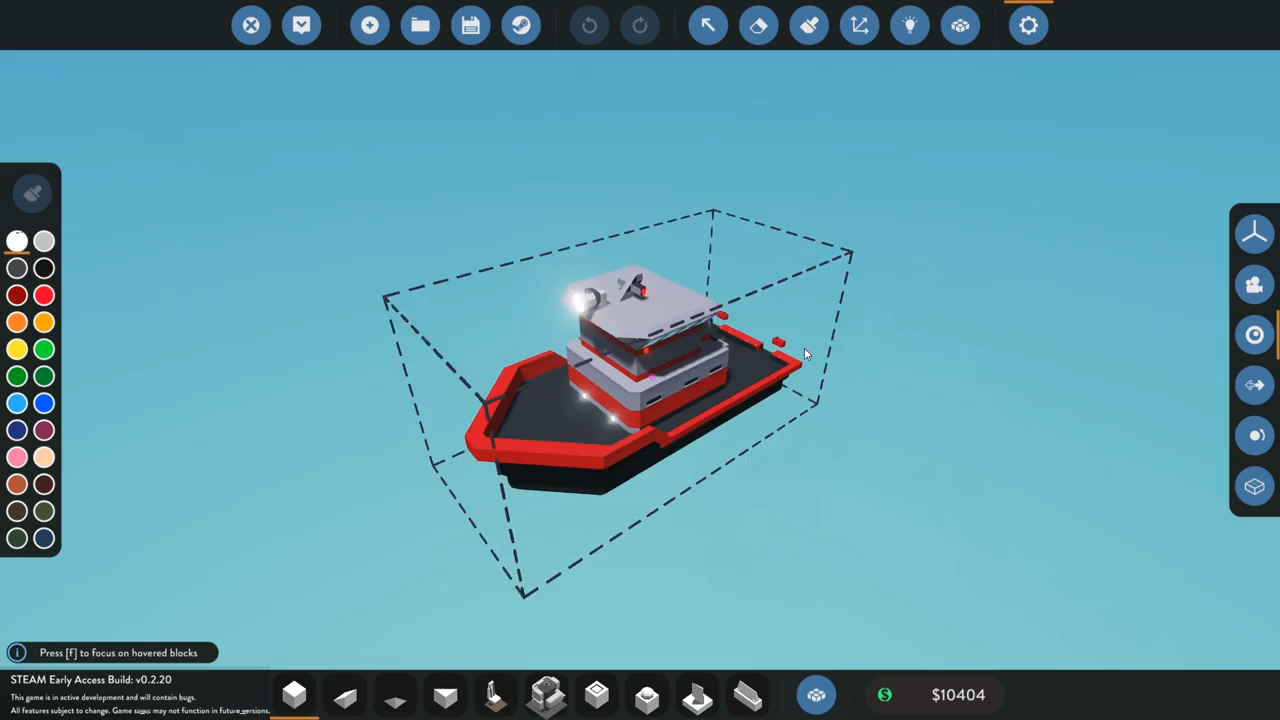 Press [f] to focus on hovered blocks
STEAM Early Access Build: v0.2.20
This game is in active development and will contain bugs.
All features subject to change. Game saves may not function in future versions.
$ $10404